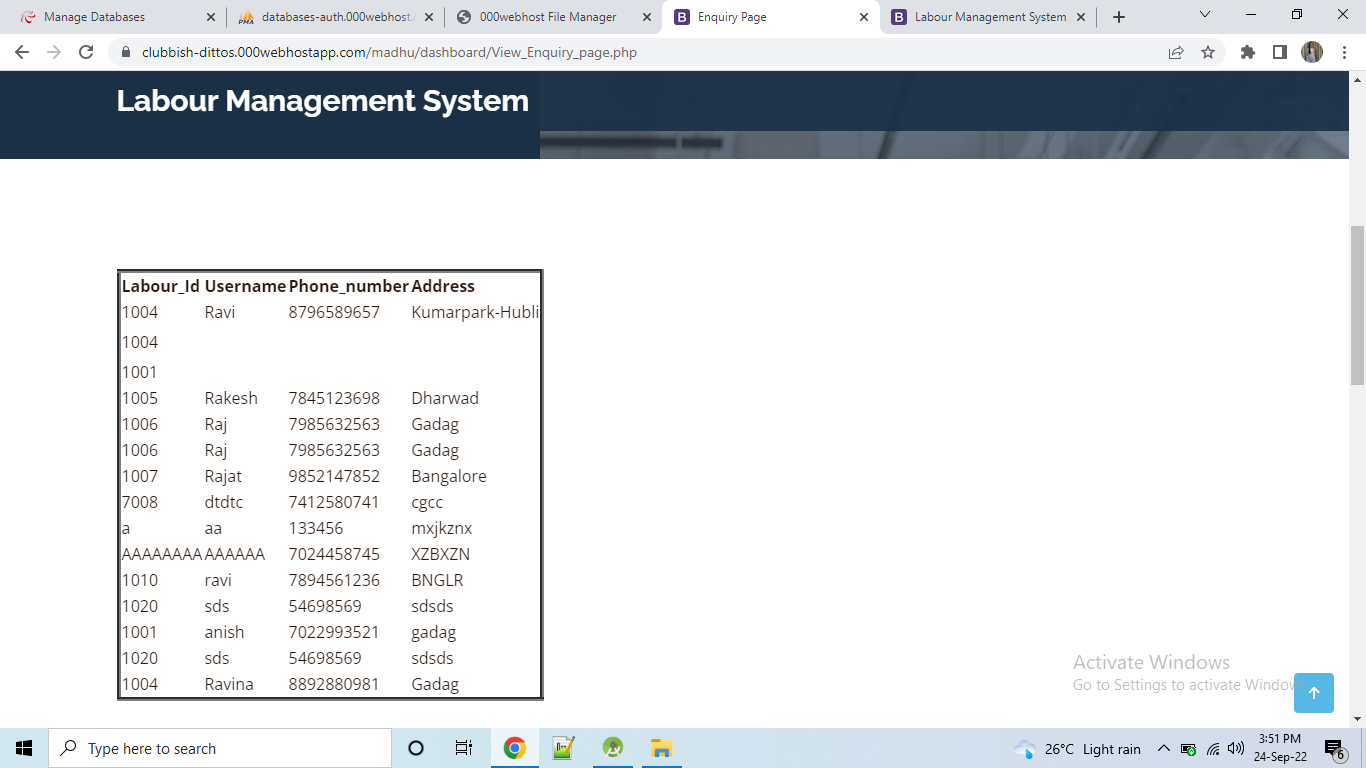 Manage Databases
databases-auth.000webhost.
000webhost File Manager
Enquiry Page
Labour Management System
clubbish-dittos.000webhostapp.com/madhu/dashboard/View_Enquiry_page.php
Labour Management System
Labour_Id Username Phone_number Address
1004 Ravi 8796589657 Kumarpark-Hubli
1004
1001
1005 Rakesh 7845123698 Dharwad
1006 Raj 7985632563 Gadag
1006 Raj 7985632563 Gadag
1007 Rajat 9852147852 Bangalore
7008 dtdtc 7412580741 cgcc
a aa 133456 mxjkznx
AAAAAAAA AAAAAA 7024458745 XZBXZN
1010 ravi 7894561236 BNGLR
1020 sds 54698569 sdsds
1001 anish 7022993521 gadag
1020 sds 54698569 sdsds
1004 Ravina 8892880981 Gadag
Activate Windows
Go to Settings to activate Windows
Type here to search
26°C Light rain
3:51 PM
24-Sep-22
6